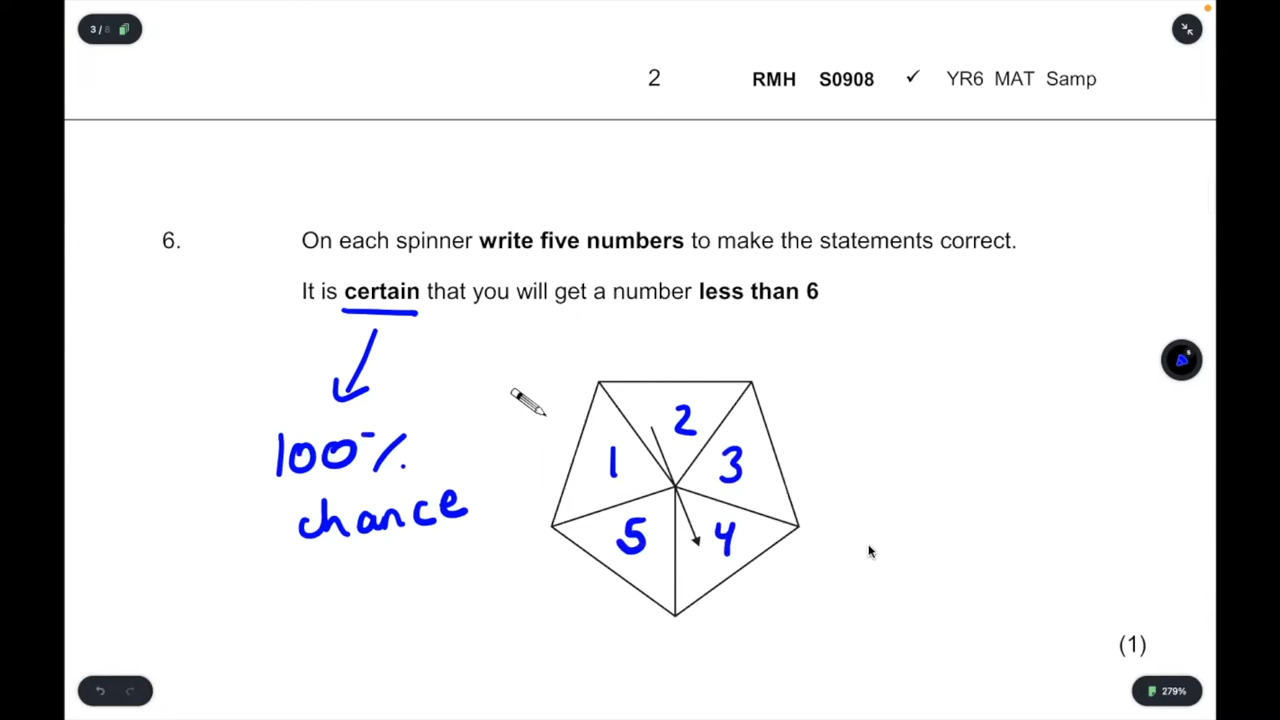 3 / 8
2 RMH S0908 ✓ YR6 MAT Samp
6. On each spinner write five numbers to make the statements correct.
It is certain that you will get a number less than 6
100%
chance
2
1 3
5 4
(1)
279%